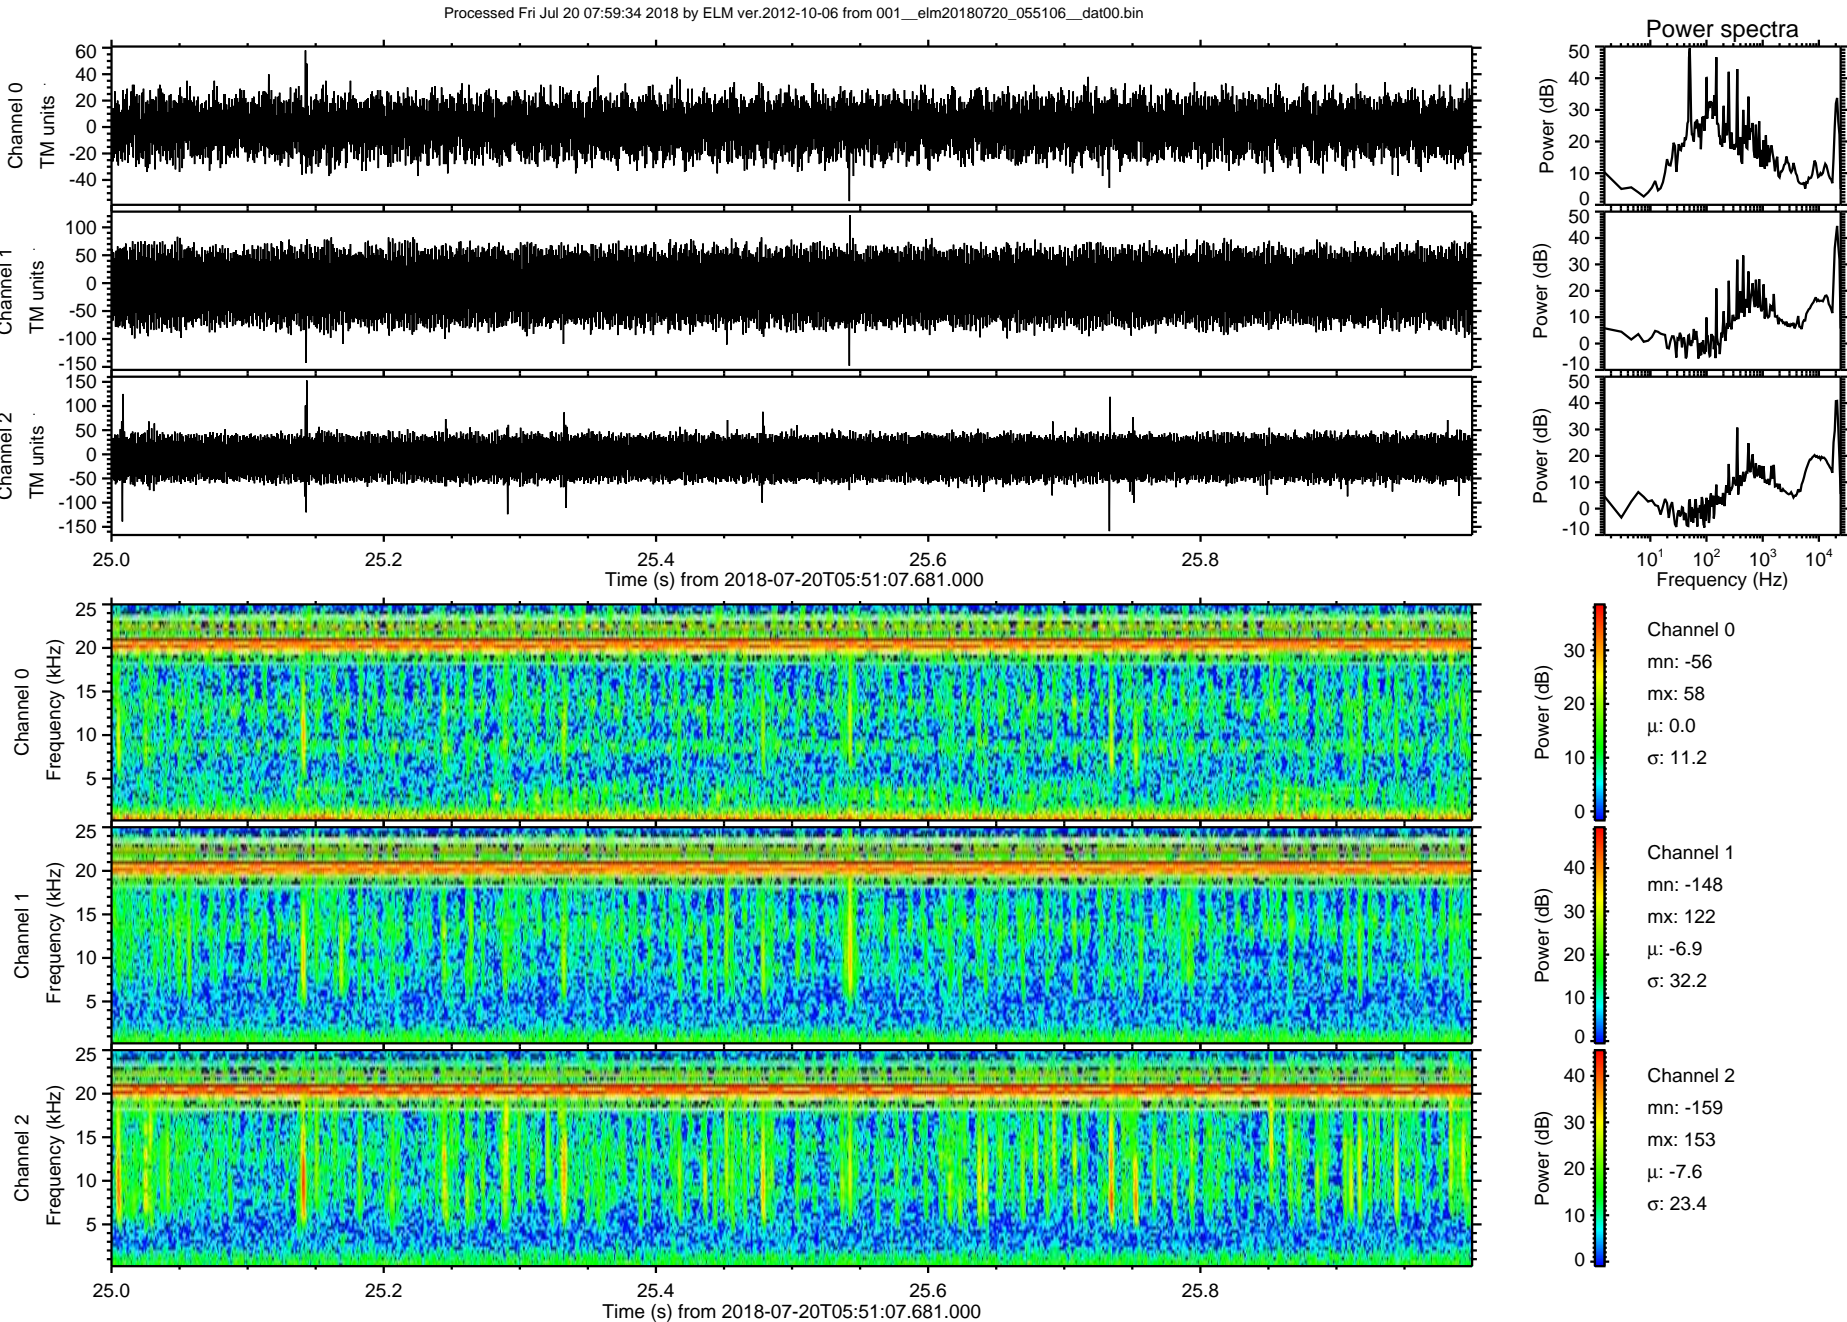 Processed Fri Jul 20 07:59:34 2018 by ELM ver.2012-10-06 from 001__elm20180720_055106__dat00.bin
Power spectra
Channel 0
TM units
60
40
20
0
-20
-40
Power (dB)
50
40
30
20
10
0
Channel 1
TM units
100
50
0
-50
-100
-150
Power (dB)
50
40
30
20
10
0
-10
Channel 2
TM units
150
100
50
0
-50
-100
-150
Power (dB)
50
40
30
20
10
0
-10
25.0 25.2 25.4 25.6 25.8
Time (s) from 2018-07-20T05:51:07.681.000
10^1 10^2 10^3 10^4
Frequency (Hz)
Channel 0
Frequency (kHz)
25
20
15
10
5
Power (dB)
30
20
10
0
Channel 0
mn: -56
mx: 58
μ: 0.0
σ: 11.2
Channel 1
Frequency (kHz)
25
20
15
10
5
Power (dB)
40
30
20
10
0
Channel 1
mn: -148
mx: 122
μ: -6.9
σ: 32.2
Channel 2
Frequency (kHz)
25
20
15
10
5
Power (dB)
40
30
20
10
0
Channel 2
mn: -159
mx: 153
μ: -7.6
σ: 23.4
25.0 25.2 25.4 25.6 25.8
Time (s) from 2018-07-20T05:51:07.681.000